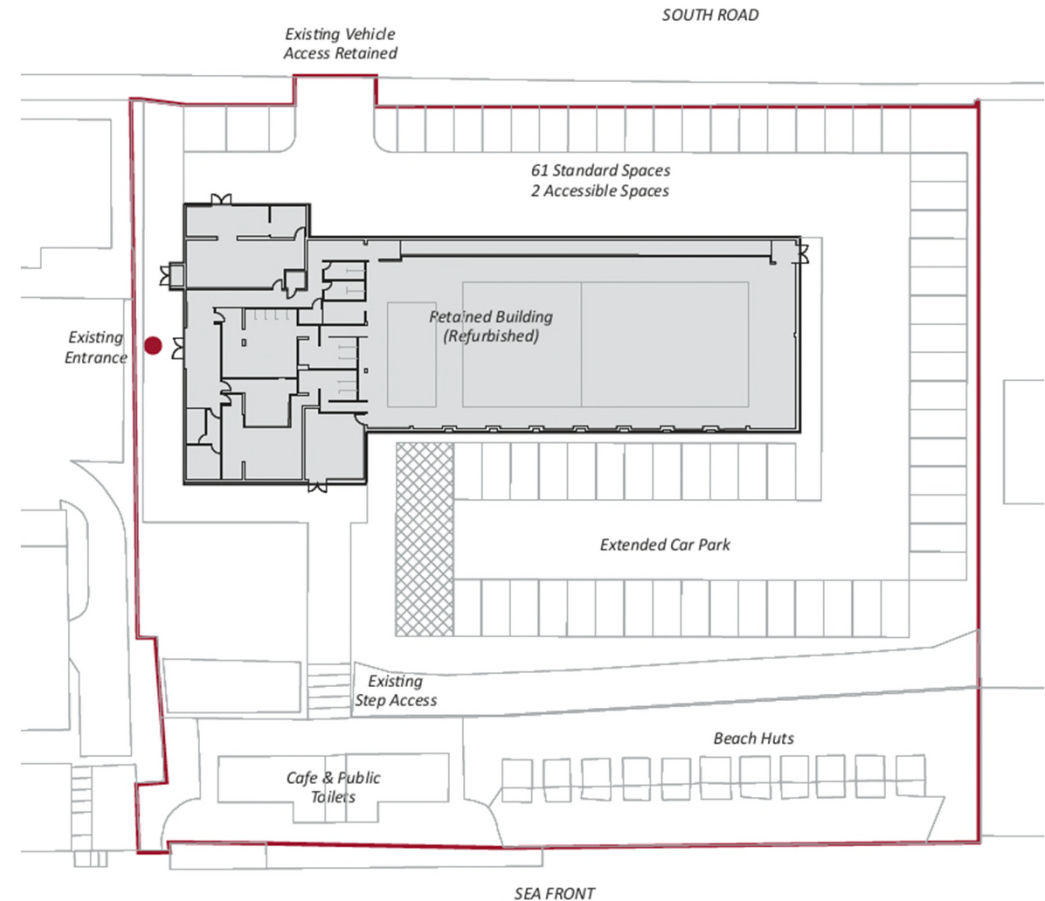 SOUTH ROAD
Existing Vehicle
Access Retained
61 Standard Spaces
2 Accessible Spaces
Retained Building
(Refurbished)
Existing
Entrance
Extended Car Park
Existing
Step Access
Beach Huts
Cafe & Public
Toilets
SEA FRONT